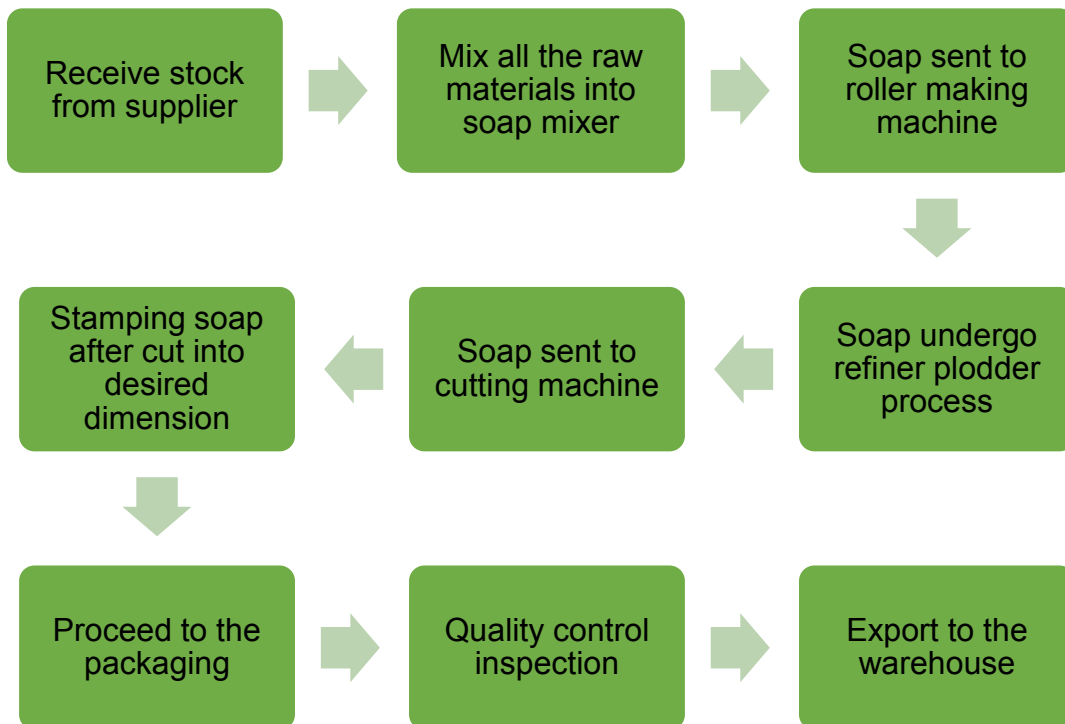 Receive stock
from supplier
Mix all the raw
materials into
soap mixer
Soap sent to
roller making
machine
Soap undergo
refiner plodder
process
Soap sent to
cutting machine
Stamping soap
after cut into
desired
dimension
Proceed to the
packaging
Quality control
inspection
Export to the
warehouse